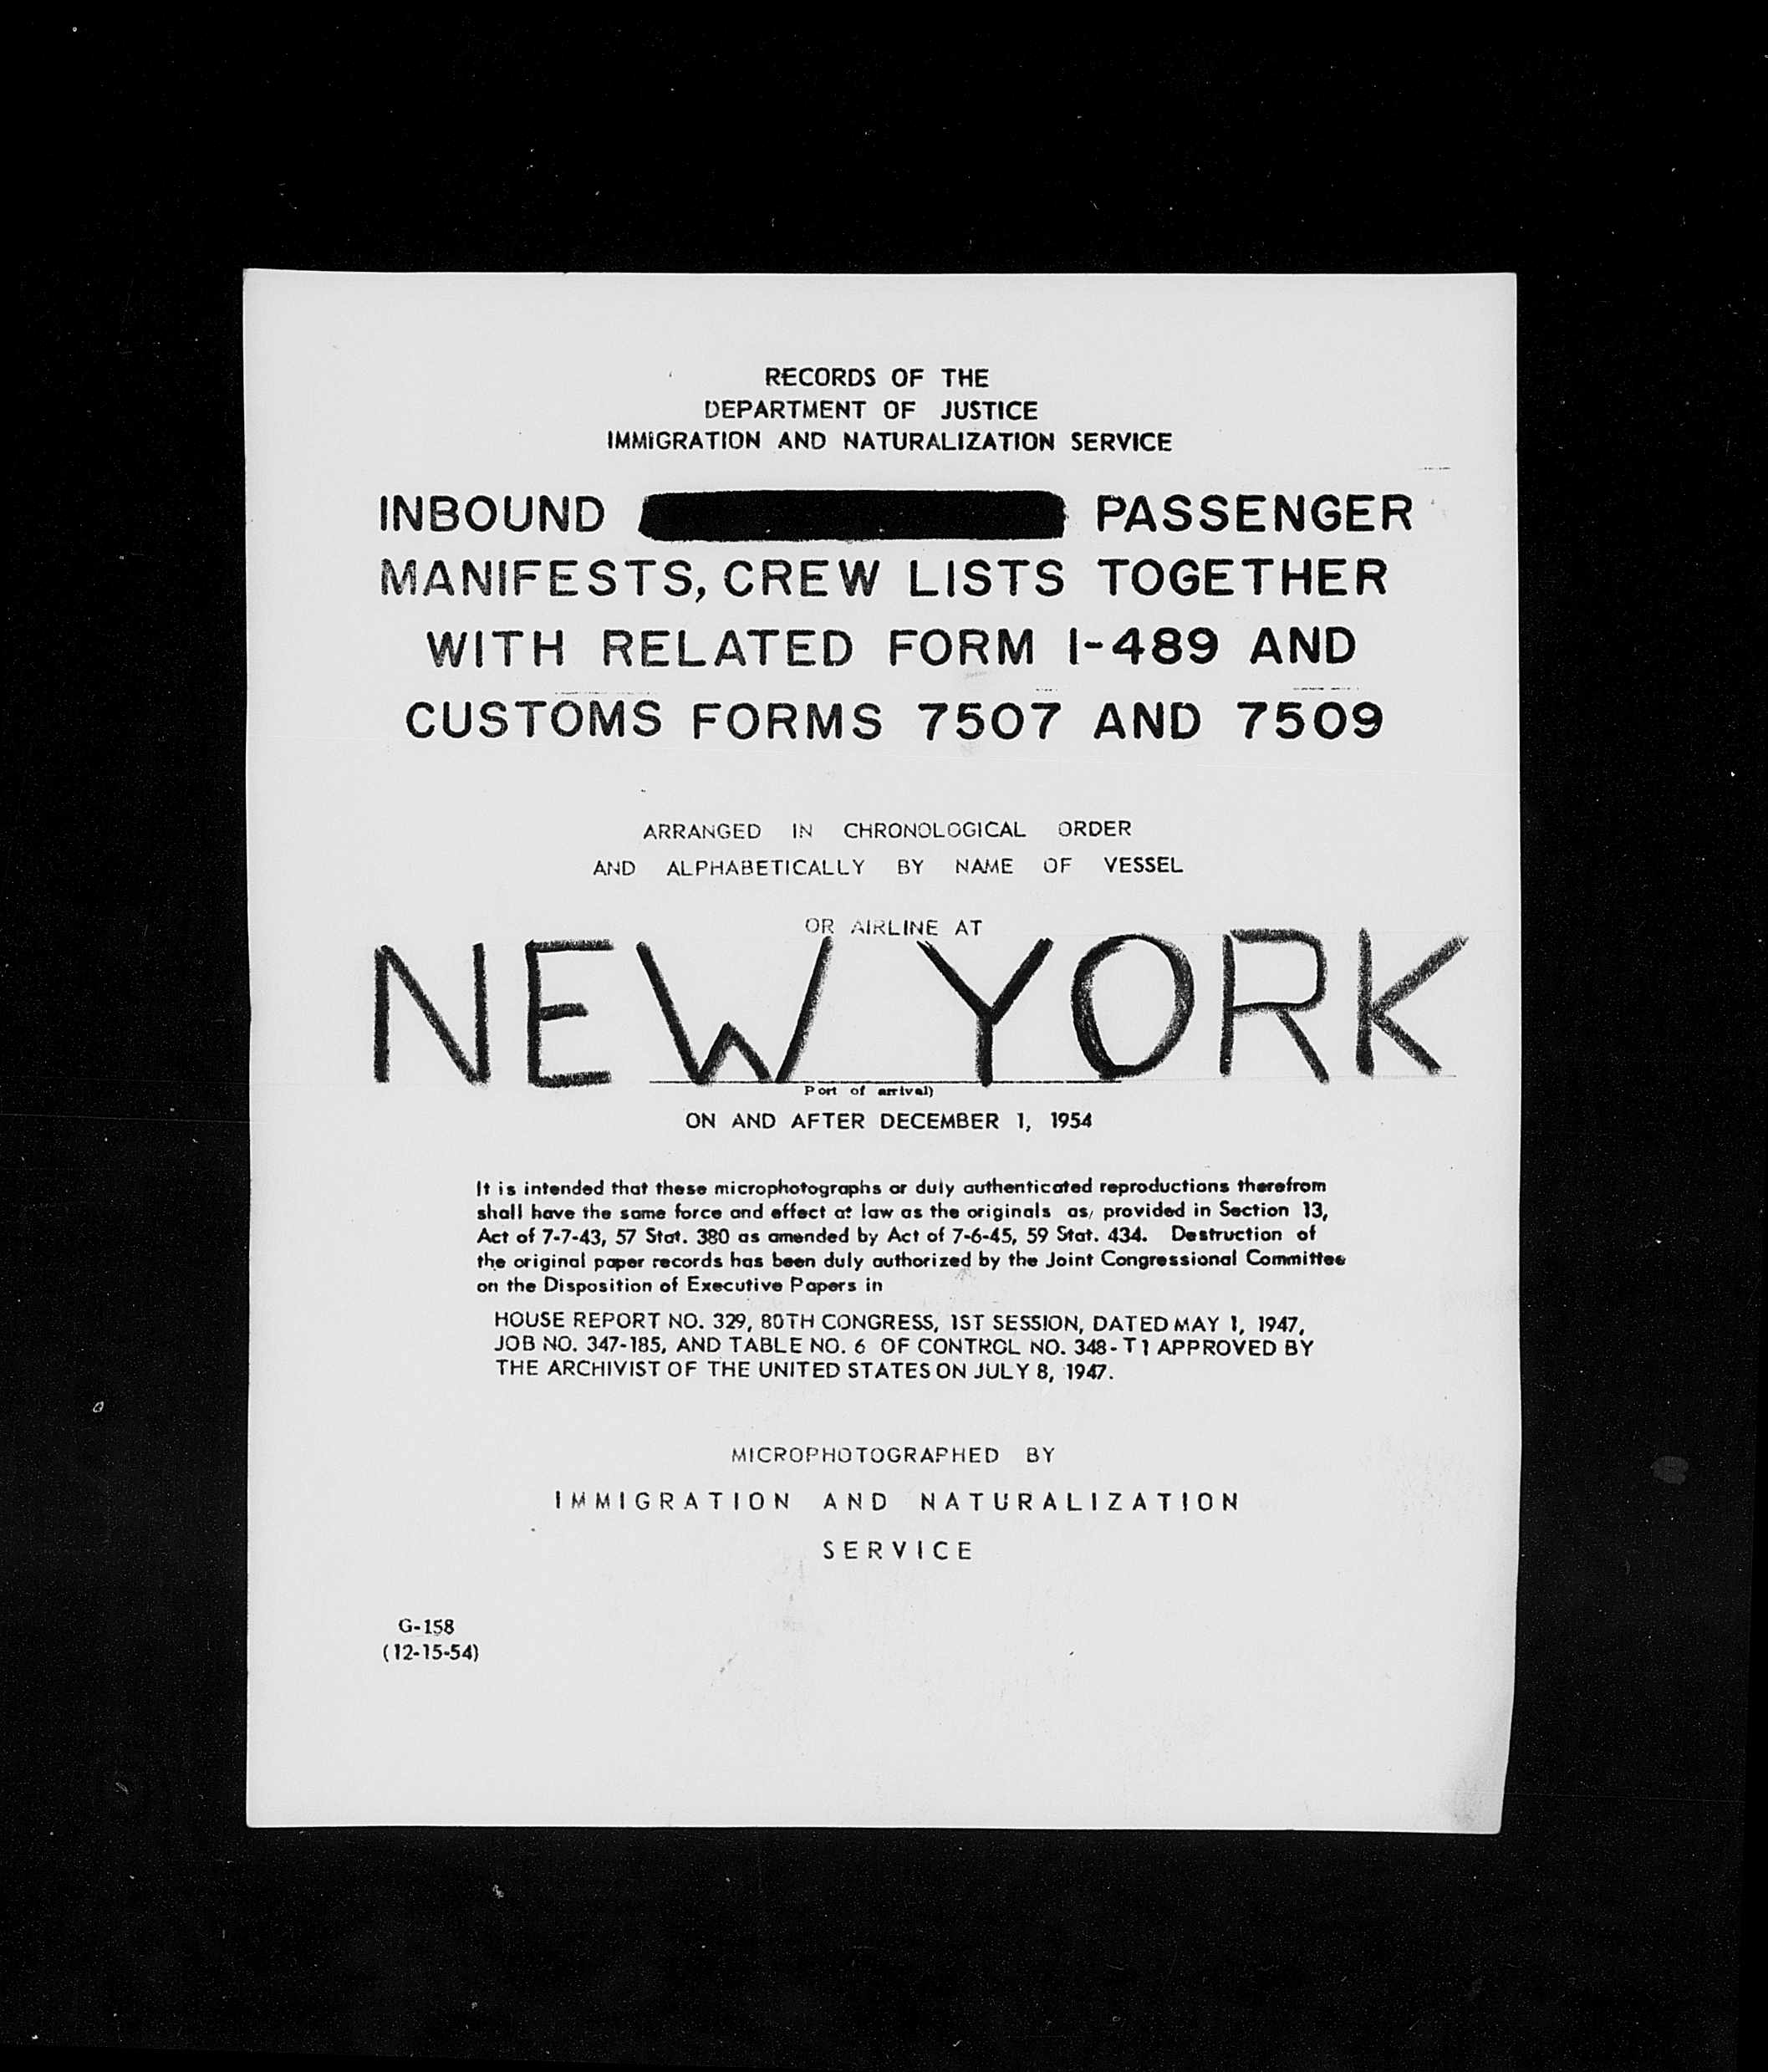 RECORDS OF THE
DEPARTMENT OF JUSTICE
IMMIGRATION AND NATURALIZATION SERVICE
INBOUND PASSENGER
MANIFESTS, CREW LISTS TOGETHER
WITH RELATED FORM I-489 AND
CUSTOMS FORMS 7507 AND 7509
ARRANGED IN CHRONOLOGICAL ORDER
AND ALPHABETICALLY BY NAME OF VESSEL
OR AIRLINE AT
NEW YORK
Port of arrival)
ON AND AFTER DECEMBER 1, 1954
It is intended that these microphotographs or duly authenticated reproductions therefrom
shall have the same force and effect at law as the originals as, provided in Section 13,
Act of 7-7-43, 57 Stat. 380 as amended by Act of 7-6-45, 59 Stat. 434. Destruction of
the original paper records has been duly authorized by the Joint Congressional Committee
on the Disposition of Executive Papers in
HOUSE REPORT NO. 329, 80TH CONGRESS, 1ST SESSION, DATED MAY 1, 1947,
JOB NO. 347-185, AND TABLE NO. 6 OF CONTROL NO. 348-T1 APPROVED BY
THE ARCHIVIST OF THE UNITED STATES ON JULY 8, 1947.
MICROPHOTOGRAPHED BY
IMMIGRATION AND NATURALIZATION
SERVICE
G-158
(12-15-54)